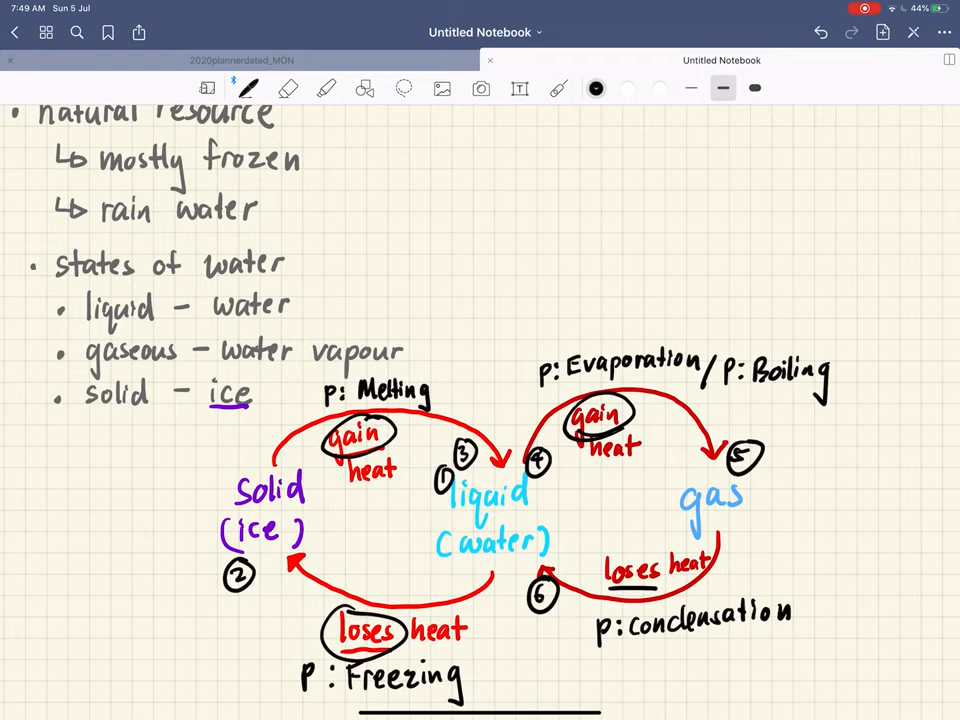 7:49 AM Sun 5 Jul
44%
Untitled Notebook
2020plannerdated_MON
Untitled Notebook
• natural resource
↳ mostly frozen
↳ rain water
• states of water
• liquid - water
• gaseous - water vapour
• solid - ice
p: Melting
p: Evaporation / p: Boiling
gain heat
gain heat
③
①
④
⑤
solid
(ice)
liquid
(water)
gas
②
⑥
loses heat
loses heat
p: condensation
p: Freezing